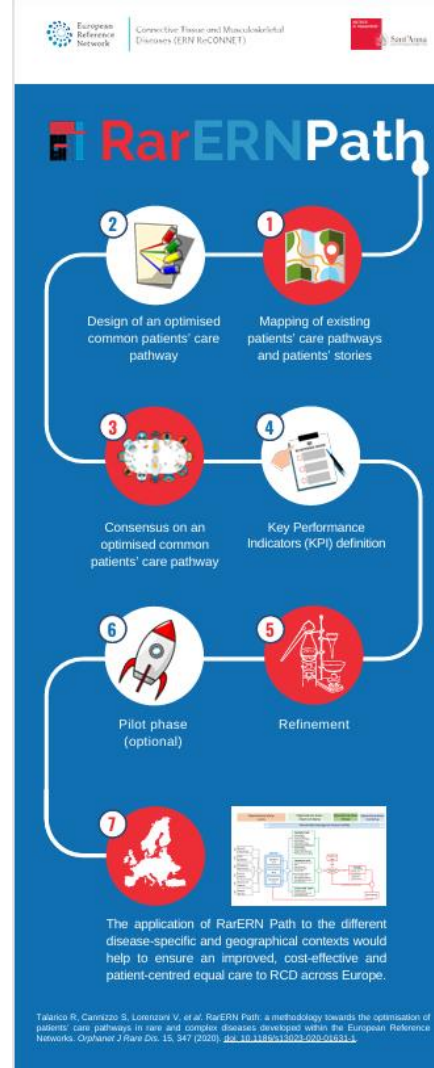 European
Reference
Network
Connective Tissue and Musculoskeletal
Diseases (ERN ReCONNET)
Sant'Anna
RarERNPath
1
Mapping of existing
patients' care pathways
and patients' stories
2
Design of an optimised
common patients' care
pathway
3
Consensus on an
optimised common
patients' care pathway
4
Key Performance
Indicators (KPI) definition
5
Refinement
6
Pilot phase
(optional)
7
The application of RarERN Path to the different
disease-specific and geographical contexts would
help to ensure an improved, cost-effective and
patient-centred equal care to RCD across Europe.
Talarico R, Cannizzo S, Lorenzoni V, et al. RarERN Path: a methodology towards the optimisation of
patients' care pathways in rare and complex diseases developed within the European Reference
Networks. Orphanet J Rare Dis. 15, 347 (2020). doi: 10.1186/s13023-020-01631-1.